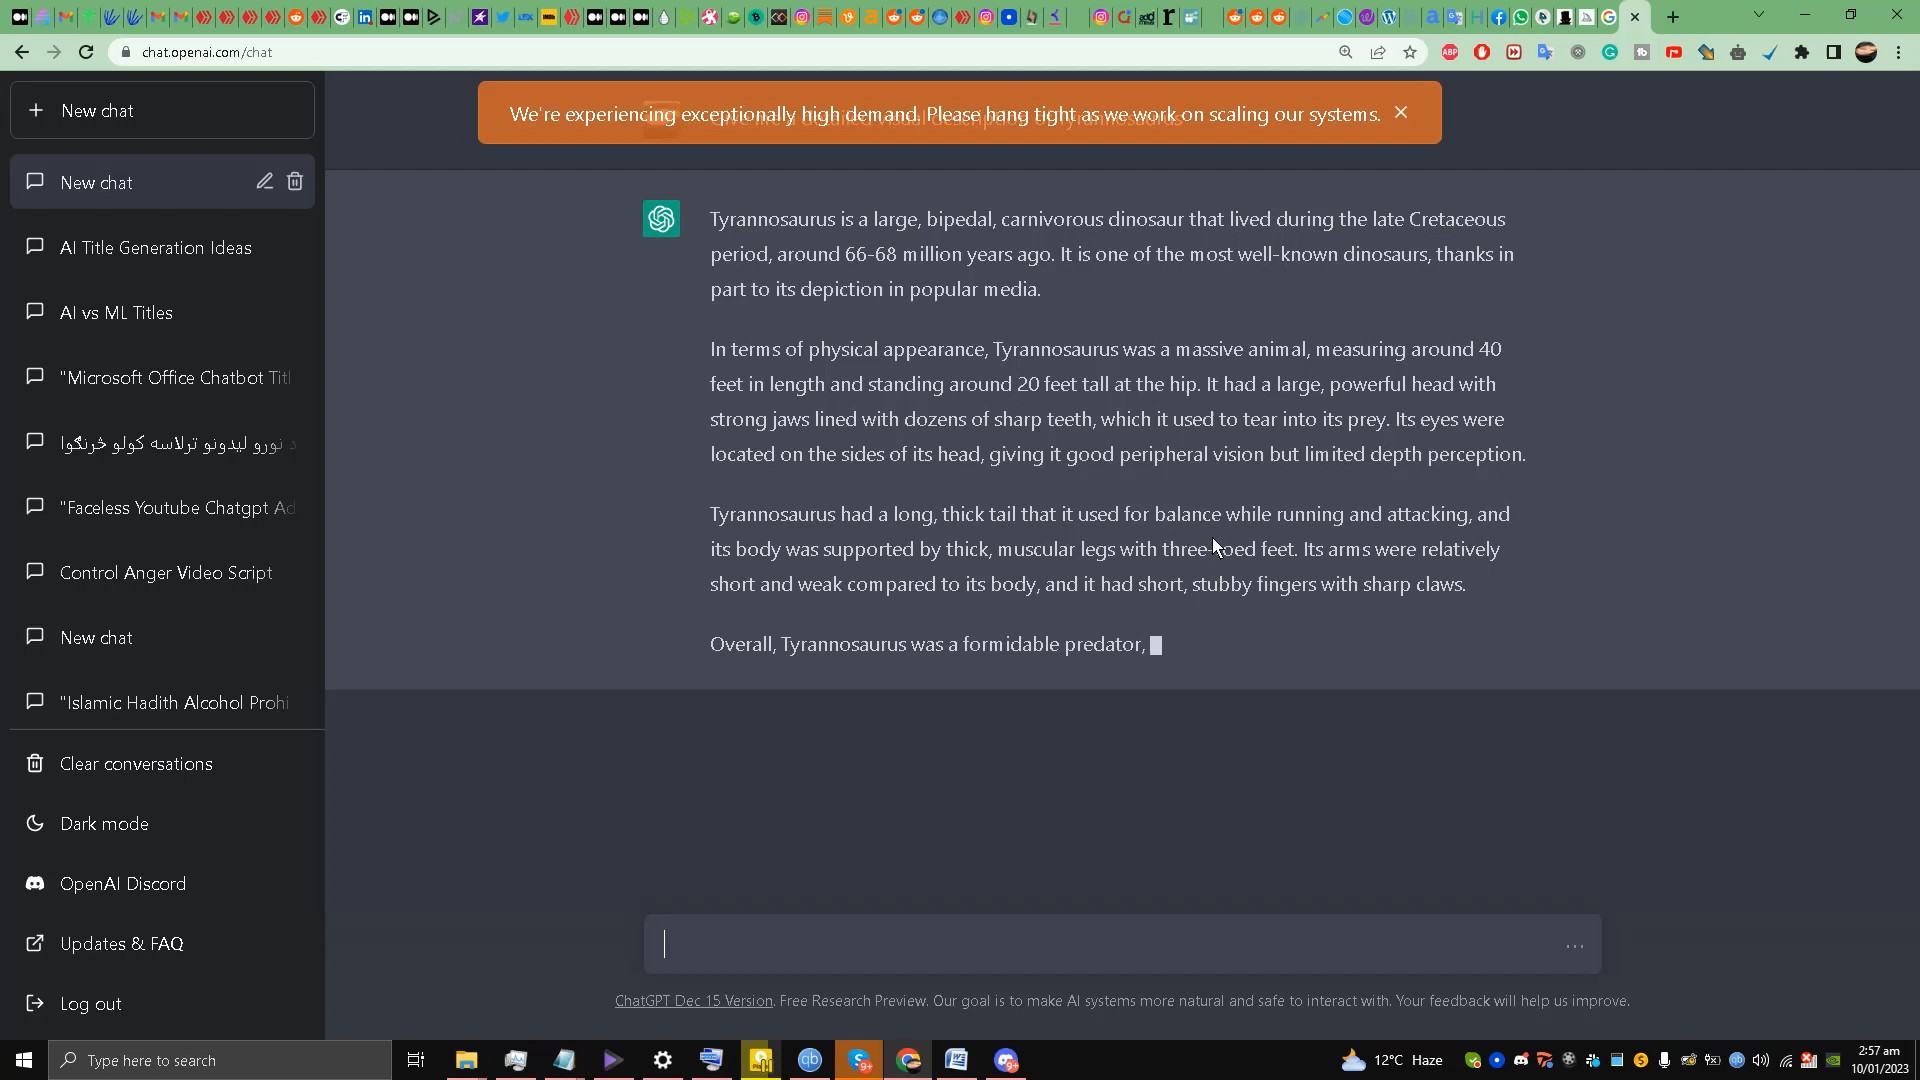 chat.openai.com/chat
We're experiencing exceptionally high demand. Please hang tight as we work on scaling our systems.
New chat
New chat
AI Title Generation Ideas
AI vs ML Titles
"Microsoft Office Chatbot Titl
د نورو لیدونو ترلاسه کولو څرنګوا
"Faceless Youtube Chatgpt Ad
Control Anger Video Script
New chat
"Islamic Hadith Alcohol Prohi
Clear conversations
Dark mode
OpenAI Discord
Updates & FAQ
Log out
Tyrannosaurus is a large, bipedal, carnivorous dinosaur that lived during the late Cretaceous
period, around 66-68 million years ago. It is one of the most well-known dinosaurs, thanks in
part to its depiction in popular media.
In terms of physical appearance, Tyrannosaurus was a massive animal, measuring around 40
feet in length and standing around 20 feet tall at the hip. It had a large, powerful head with
strong jaws lined with dozens of sharp teeth, which it used to tear into its prey. Its eyes were
located on the sides of its head, giving it good peripheral vision but limited depth perception.
Tyrannosaurus had a long, thick tail that it used for balance while running and attacking, and
its body was supported by thick, muscular legs with three-toed feet. Its arms were relatively
short and weak compared to its body, and it had short, stubby fingers with sharp claws.
Overall, Tyrannosaurus was a formidable predator,
ChatGPT Dec 15 Version. Free Research Preview. Our goal is to make AI systems more natural and safe to interact with. Your feedback will help us improve.
Type here to search
12°C Haze
2:57 am
10/01/2023